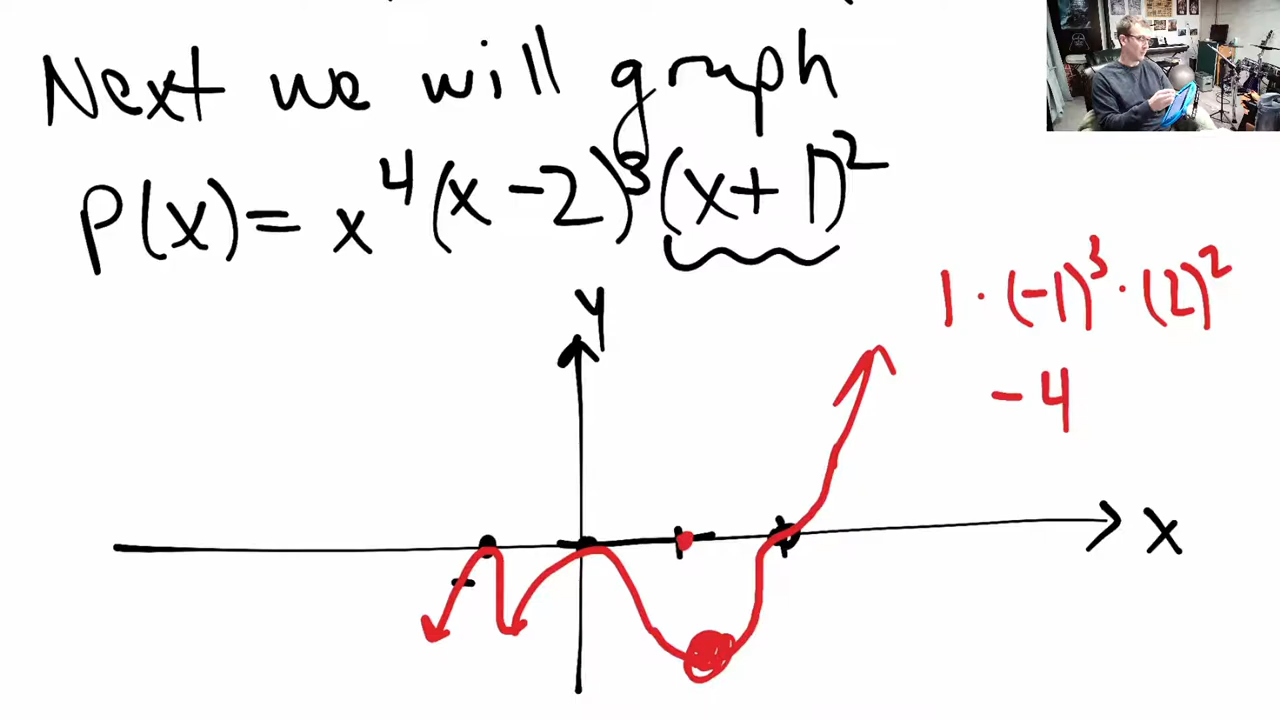 Next we will graph
P(x) = x⁴(x-2)³(x+1)²
1 · (-1)³ · (2)²
-4
y
x
-